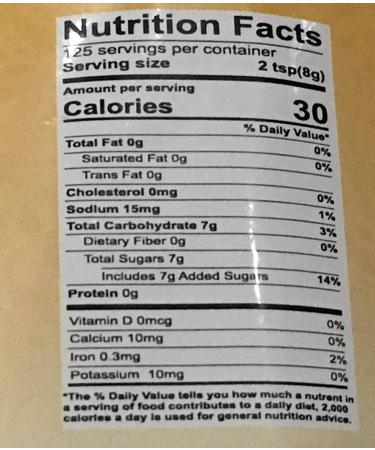 Nutrition Facts
125 servings per container
Serving size 2 tsp(8g)
Amount per serving
Calories 30
% Daily Value*
Total Fat 0g 0%
Saturated Fat 0g 0%
Trans Fat 0g
Cholesterol 0mg 0%
Sodium 15mg 1%
Total Carbohydrate 7g 3%
Dietary Fiber 0g 0%
Total Sugars 7g
Includes 7g Added Sugars 14%
Protein 0g
Vitamin D 0mcg 0%
Calcium 10mg 0%
Iron 0.3mg 2%
Potassium 10mg 0%
*The % Daily Value tells you how much a nutrent in
a serving of food contributes to a daily diet, 2,000
calories a day is used for general nutrition advice.